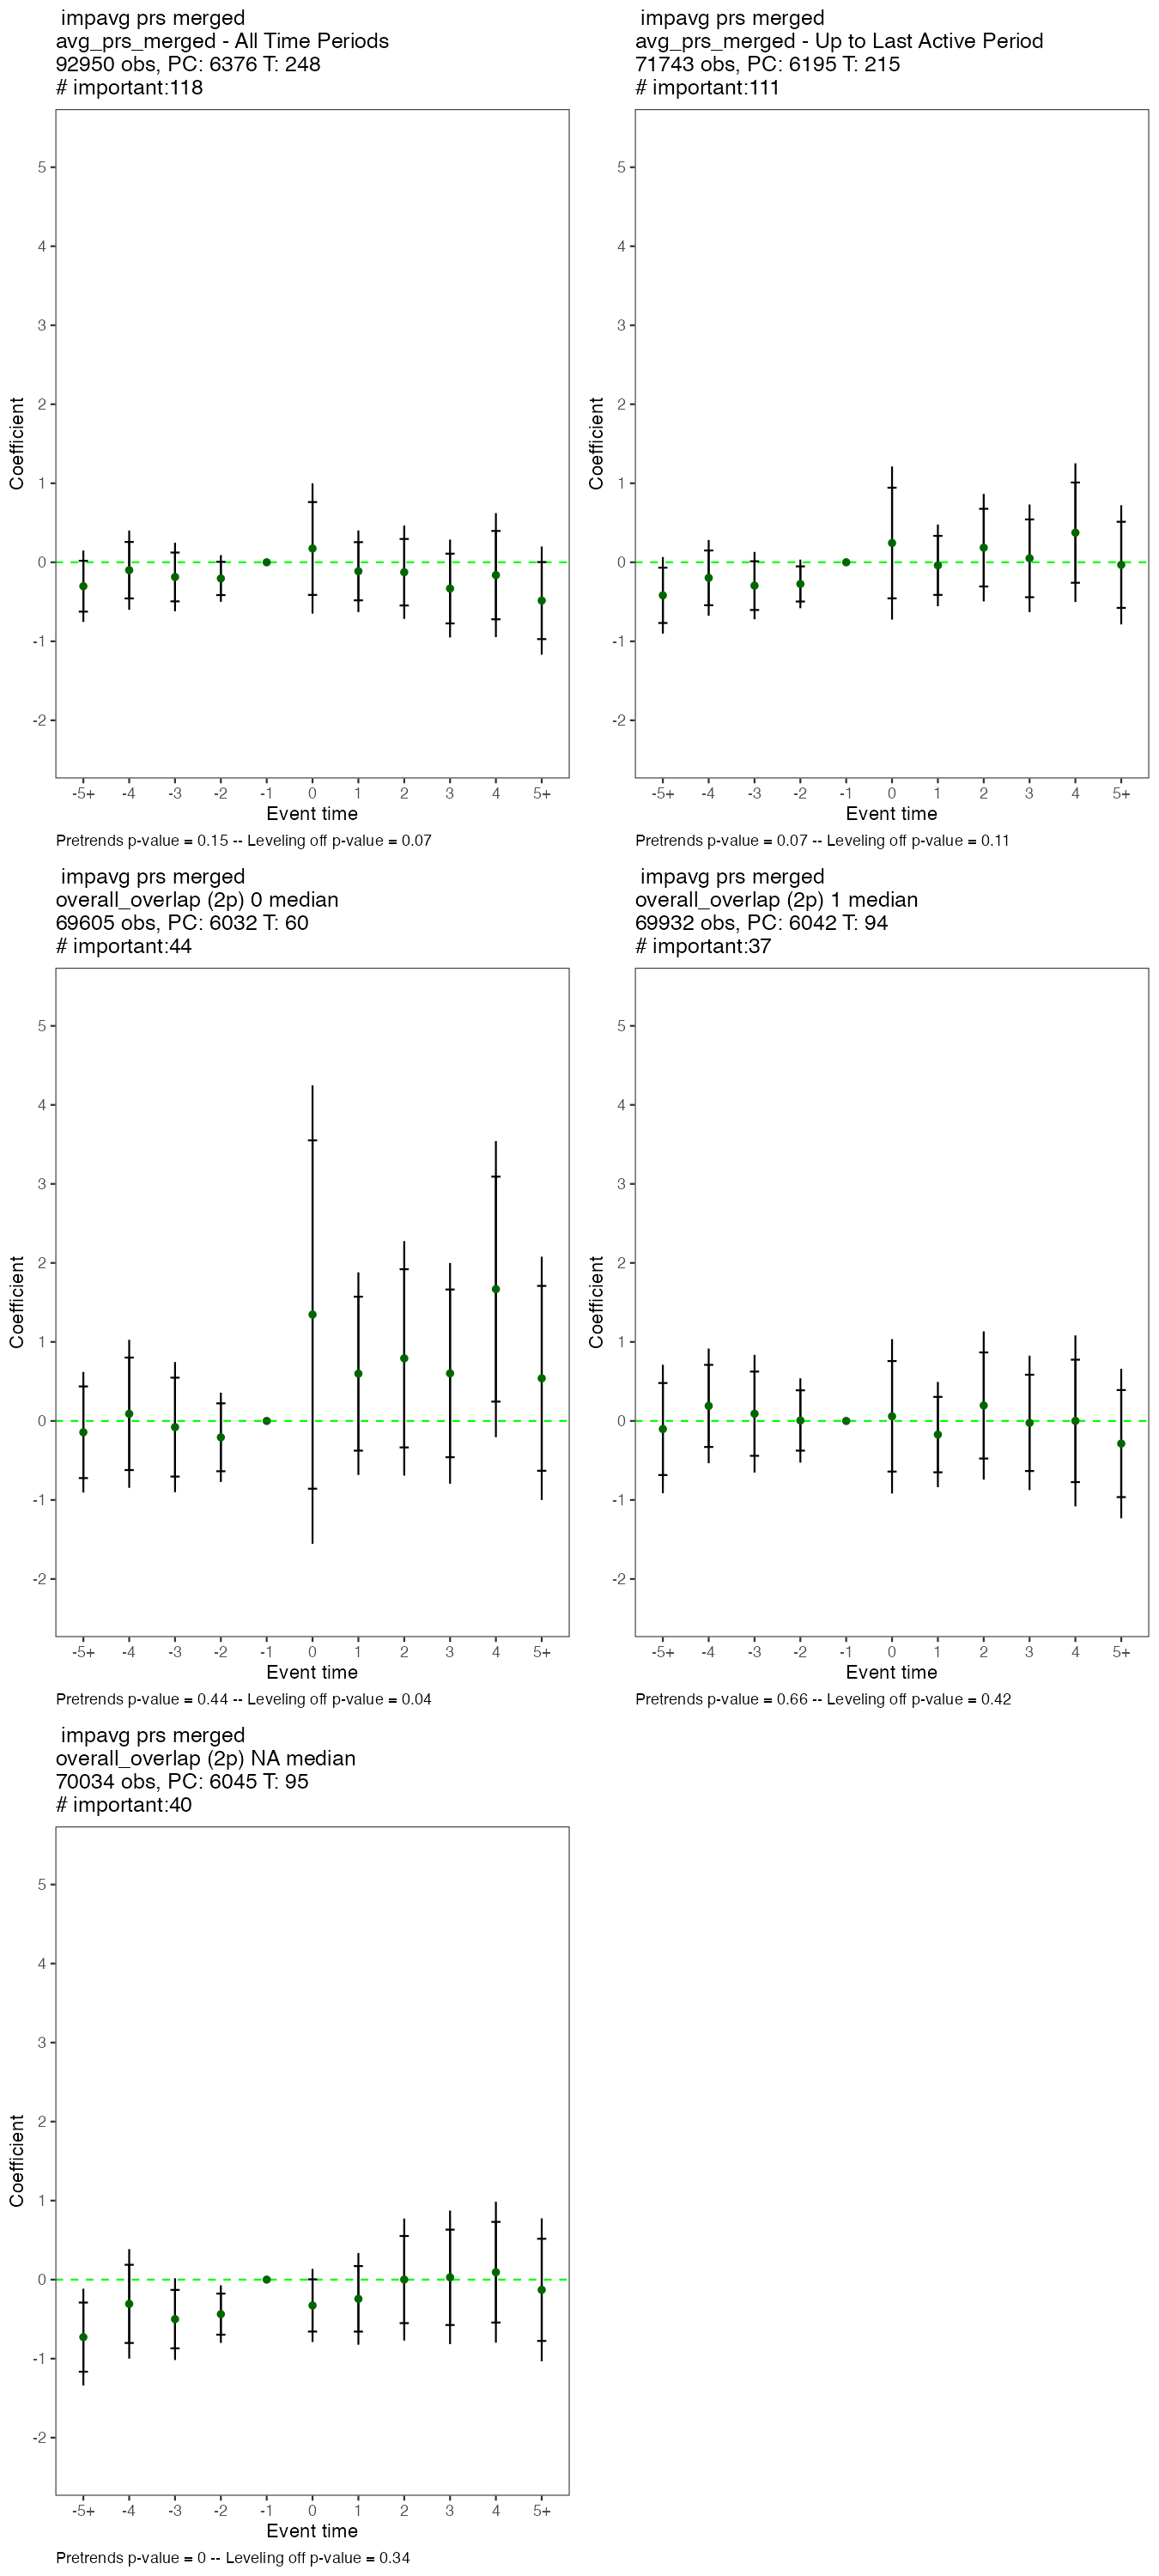 impavg prs merged
avg_prs_merged - All Time Periods
92950 obs, PC: 6376 T: 248
# important:118
5
4
3
2
1
0
-1
-2
Coefficient
-5+ -4 -3 -2 -1 0 1 2 3 4 5+
Event time
Pretrends p-value = 0.15 -- Leveling off p-value = 0.07
impavg prs merged
avg_prs_merged - Up to Last Active Period
71743 obs, PC: 6195 T: 215
# important:111
5
4
3
2
1
0
-1
-2
Coefficient
-5+ -4 -3 -2 -1 0 1 2 3 4 5+
Event time
Pretrends p-value = 0.07 -- Leveling off p-value = 0.11
impavg prs merged
overall_overlap (2p) 0 median
69605 obs, PC: 6032 T: 60
# important:44
5
4
3
2
1
0
-1
-2
Coefficient
-5+ -4 -3 -2 -1 0 1 2 3 4 5+
Event time
Pretrends p-value = 0.44 -- Leveling off p-value = 0.04
impavg prs merged
overall_overlap (2p) 1 median
69932 obs, PC: 6042 T: 94
# important:37
5
4
3
2
1
0
-1
-2
Coefficient
-5+ -4 -3 -2 -1 0 1 2 3 4 5+
Event time
Pretrends p-value = 0.66 -- Leveling off p-value = 0.42
impavg prs merged
overall_overlap (2p) NA median
70034 obs, PC: 6045 T: 95
# important:40
5
4
3
2
1
0
-1
-2
Coefficient
-5+ -4 -3 -2 -1 0 1 2 3 4 5+
Event time
Pretrends p-value = 0 -- Leveling off p-value = 0.34